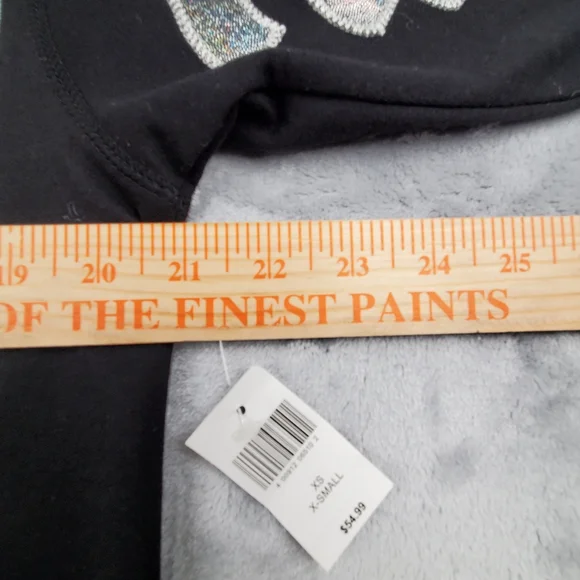 19 20 21 22 23 24 25
OF THE FINEST PAINTS
XS
X-SMALL
$54.99